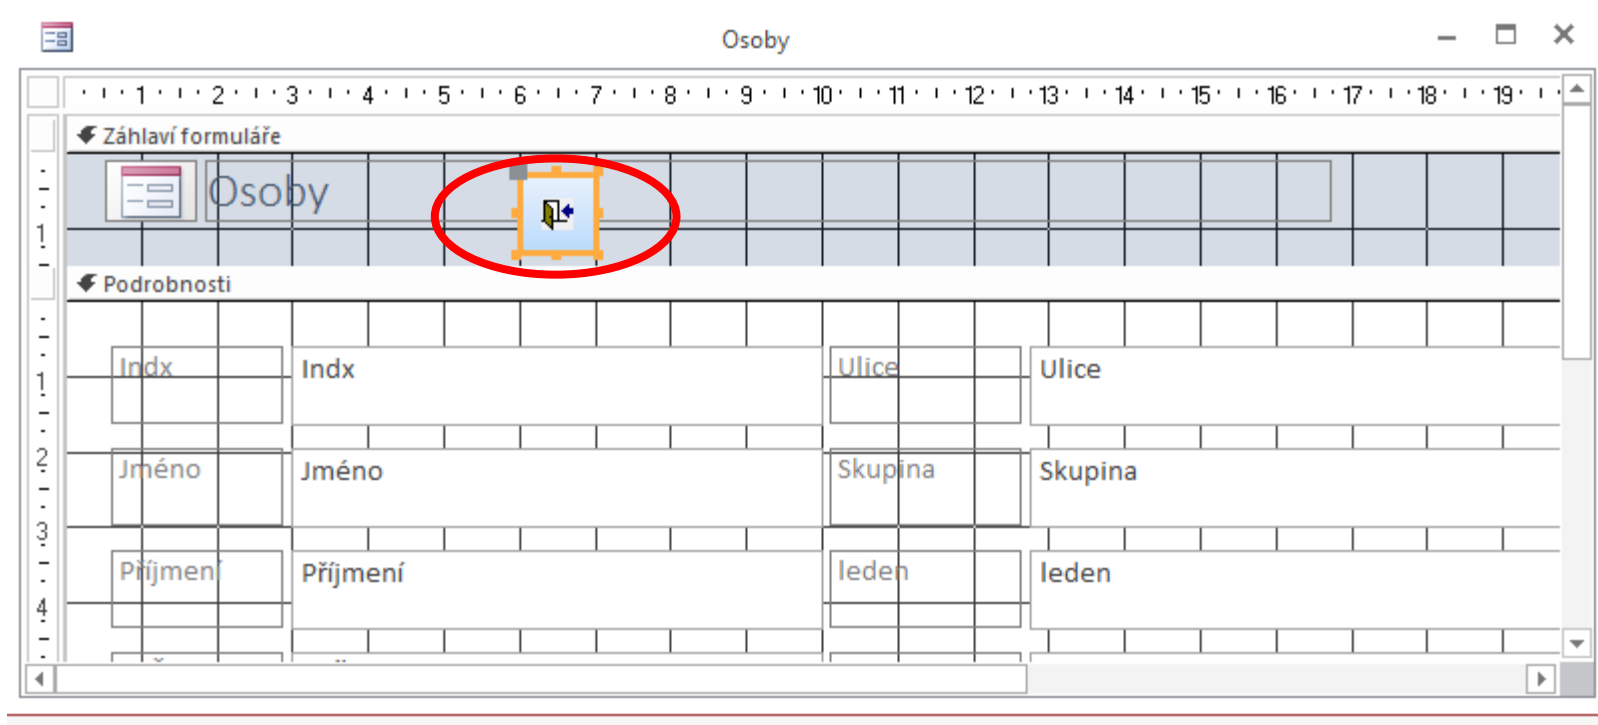 Osoby
1 2 3 4 5 6 7 8 9 10 11 12 13 14 15 16 17 18 19
Záhlaví formuláře
Osoby
1
Podrobnosti
Indx Indx Ulice Ulice
1
2
Jméno Jméno Skupina Skupina
3
Příjmení Příjmení leden leden
4